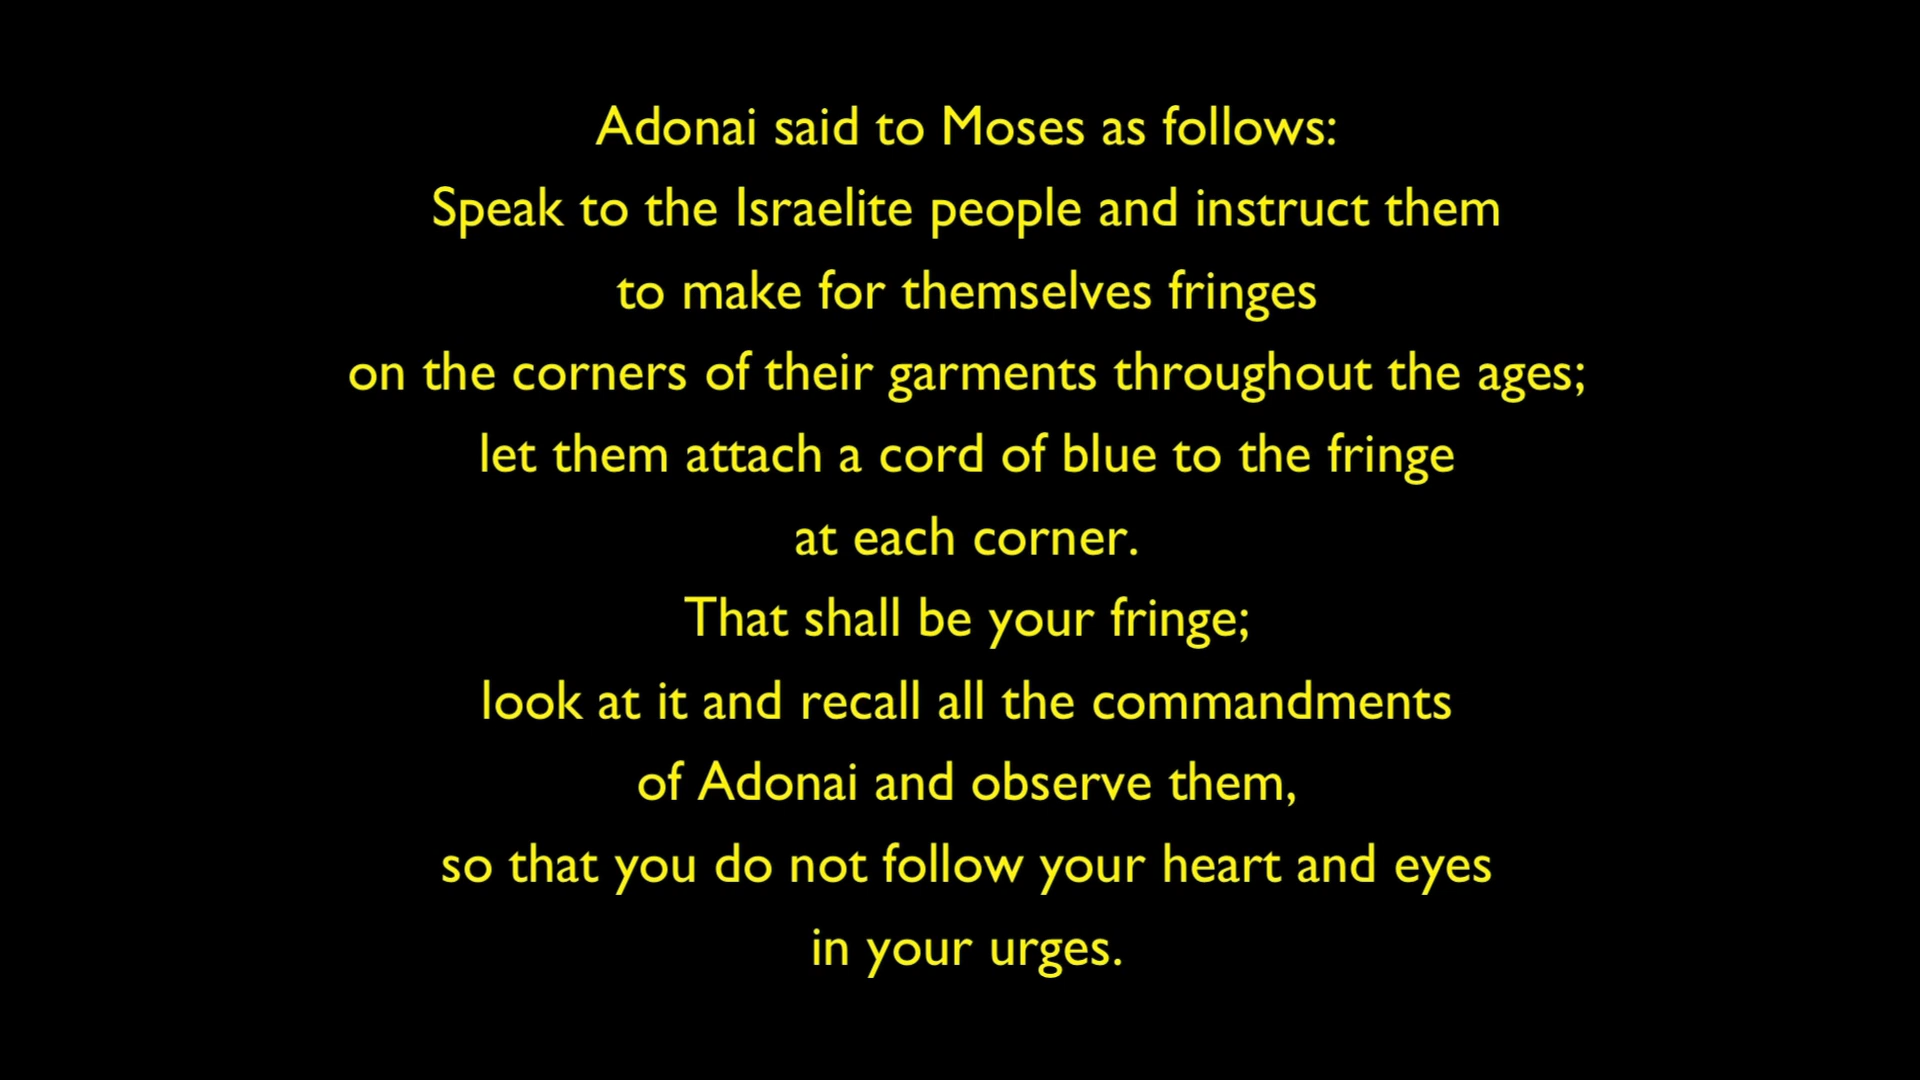 Adonai said to Moses as follows:
Speak to the Israelite people and instruct them
to make for themselves fringes
on the corners of their garments throughout the ages;
let them attach a cord of blue to the fringe
at each corner.
That shall be your fringe;
look at it and recall all the commandments
of Adonai and observe them,
so that you do not follow your heart and eyes
in your urges.